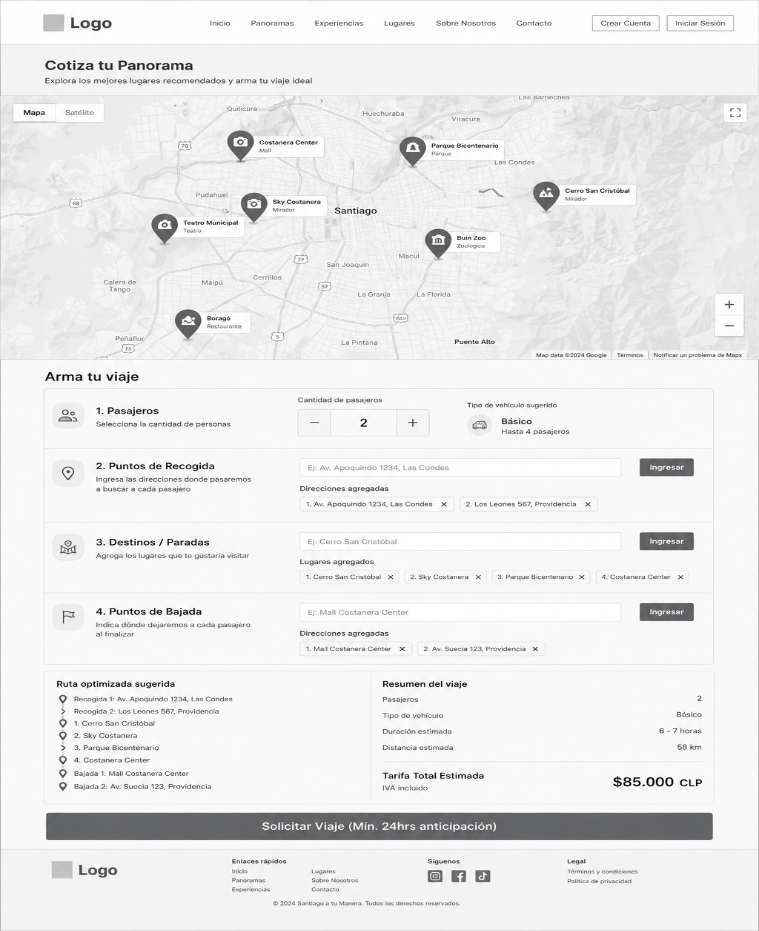 Logo
Inicio Panoramas Experiencias Lugares Sobre Nosotros Contacto
Crear Cuenta Iniciar Sesión
Cotiza tu Panorama
Explora los mejores lugares recomendados y arma tu viaje ideal
Mapa Satélite
Las Barnechea
Quilicura
Huechuraba
Vitacura
70
Costanera Center
Mall
Parque Bicentenario
Parque
Las Condes
Cerro San Cristóbal
Mirador
Pudahuel
68
Sky Costanera
Mirador
Santiago
Teatro Municipal
Teatro
Buin Zoo
Zoológico
Macul
San Joaquin
Cerrillos
Maipú
Calera de
Tango
La Granja
La Florida
Boragó
Restaurante
Peñaflor
5
La Pintana
Puente Alto
Map data ©2024 Google Términos Notificar un problema de Maps
Arma tu viaje
1. Pasajeros
Selecciona la cantidad de personas
Cantidad de pasajeros
− 2 +
Tipo de vehículo sugerido
Básico
Hasta 4 pasajeros
2. Puntos de Recogida
Ingresa las direcciones donde pasaremos
a buscar a cada pasajero
Ej: Av. Apoquindo 1234, Las Condes
Ingresar
Direcciones agregadas
1. Av. Apoquindo 1234, Las Condes ✕ 2. Los Leones 567, Providencia ✕
3. Destinos / Paradas
Agrega los lugares que te gustaría visitar
Ej: Cerro San Cristóbal
Ingresar
Lugares agregados
1. Cerro San Cristóbal ✕ 2. Sky Costanera ✕ 3. Parque Bicentenario ✕ 4. Costanera Center ✕
4. Puntos de Bajada
Indica dónde dejaremos a cada pasajero
al finalizar
Ej: Mall Costanera Center
Ingresar
Direcciones agregadas
1. Mall Costanera Center ✕ 2. Av. Suecia 123, Providencia ✕
Ruta optimizada sugerida
Recogida 1: Av. Apoquindo 1234, Las Condes
Recogida 2: Los Leones 567, Providencia
1. Cerro San Cristóbal
2. Sky Costanera
3. Parque Bicentenario
4. Costanera Center
Bajada 1: Mall Costanera Center
Bajada 2: Av. Suecia 123, Providencia
Resumen del viaje
Pasajeros 2
Tipo de vehículo Básico
Duración estimada 6 - 7 horas
Distancia estimada 58 km
Tarifa Total Estimada
IVA incluido
$85.000 CLP
Solicitar Viaje (Mín. 24hrs anticipación)
Logo
Enlaces rápidos
Inicio Lugares
Panoramas Sobre Nosotros
Experiencias Contacto
Síguenos
Legal
Términos y condiciones
Política de privacidad
© 2024 Santiago a tu Manera. Todos los derechos reservados.